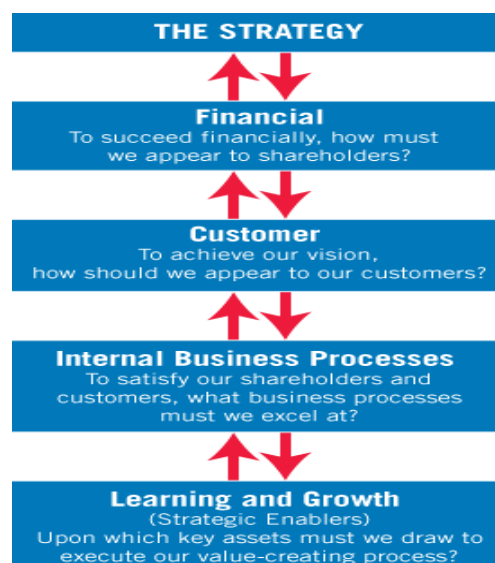 THE STRATEGY
Financial
To succeed financially, how must
we appear to shareholders?
Customer
To achieve our vision,
how should we appear to our customers?
Internal Business Processes
To satisfy our shareholders and
customers, what business processes
must we excel at?
Learning and Growth
(Strategic Enablers)
Upon which key assets must we draw to
execute our value-creating process?